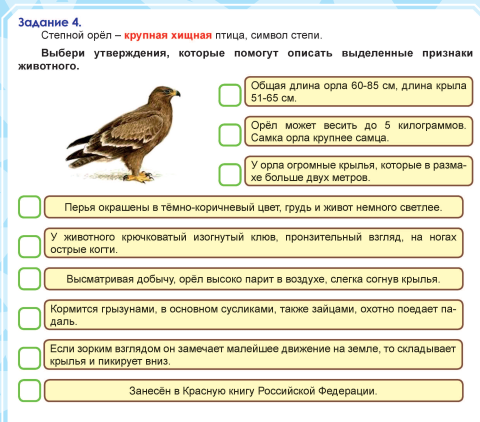 Задание 4.
Степной орёл – крупная хищная птица, символ степи.
Выбери утверждения, которые помогут описать выделенные признаки
животного.
Общая длина орла 60-85 см, длина крыла
51-65 см.
Орёл может весить до 5 килограммов.
Самка орла крупнее самца.
У орла огромные крылья, которые в разма-
хе больше двух метров.
Перья окрашены в тёмно-коричневый цвет, грудь и живот немного светлее.
У животного крючковатый изогнутый клюв, пронзительный взгляд, на ногах
острые когти.
Высматривая добычу, орёл высоко парит в воздухе, слегка согнув крылья.
Кормится грызунами, в основном сусликами, также зайцами, охотно поедает па-
даль.
Если зорким взглядом он замечает малейшее движение на земле, то складывает
крылья и пикирует вниз.
Занесён в Красную книгу Российской Федерации.